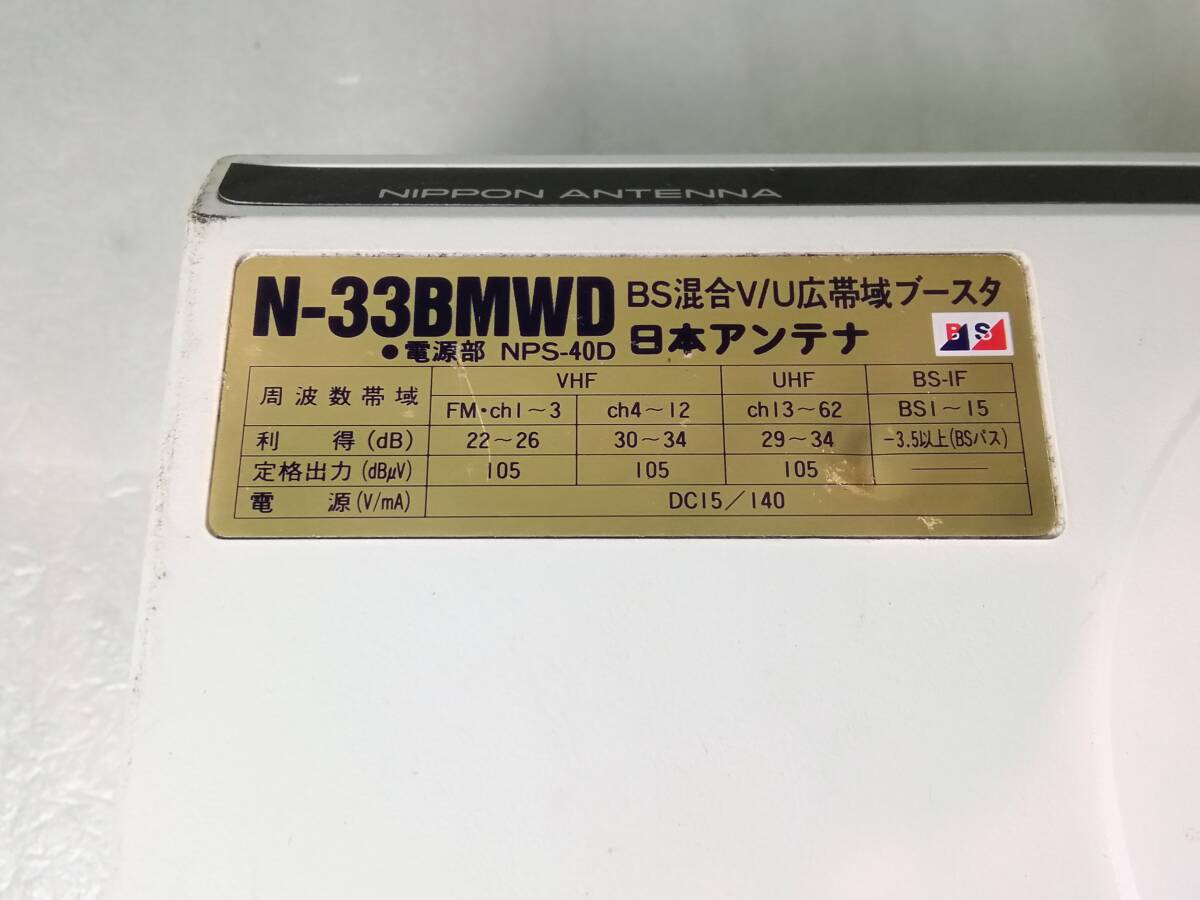 NIPPON ANTENNA
N-33BMWD BS混合V/U広帯域ブースタ
●電源部 NPS-40D 日本アンテナ BS
周波数帯域 VHF UHF BS-IF
FM・ch1～3 ch4～12 ch13～62 BS1～15
利得(dB) 22～26 30～34 29～34 -3.5以上(BSパス)
定格出力(dBμV) 105 105 105 ———
電源(V/mA) DC15/140